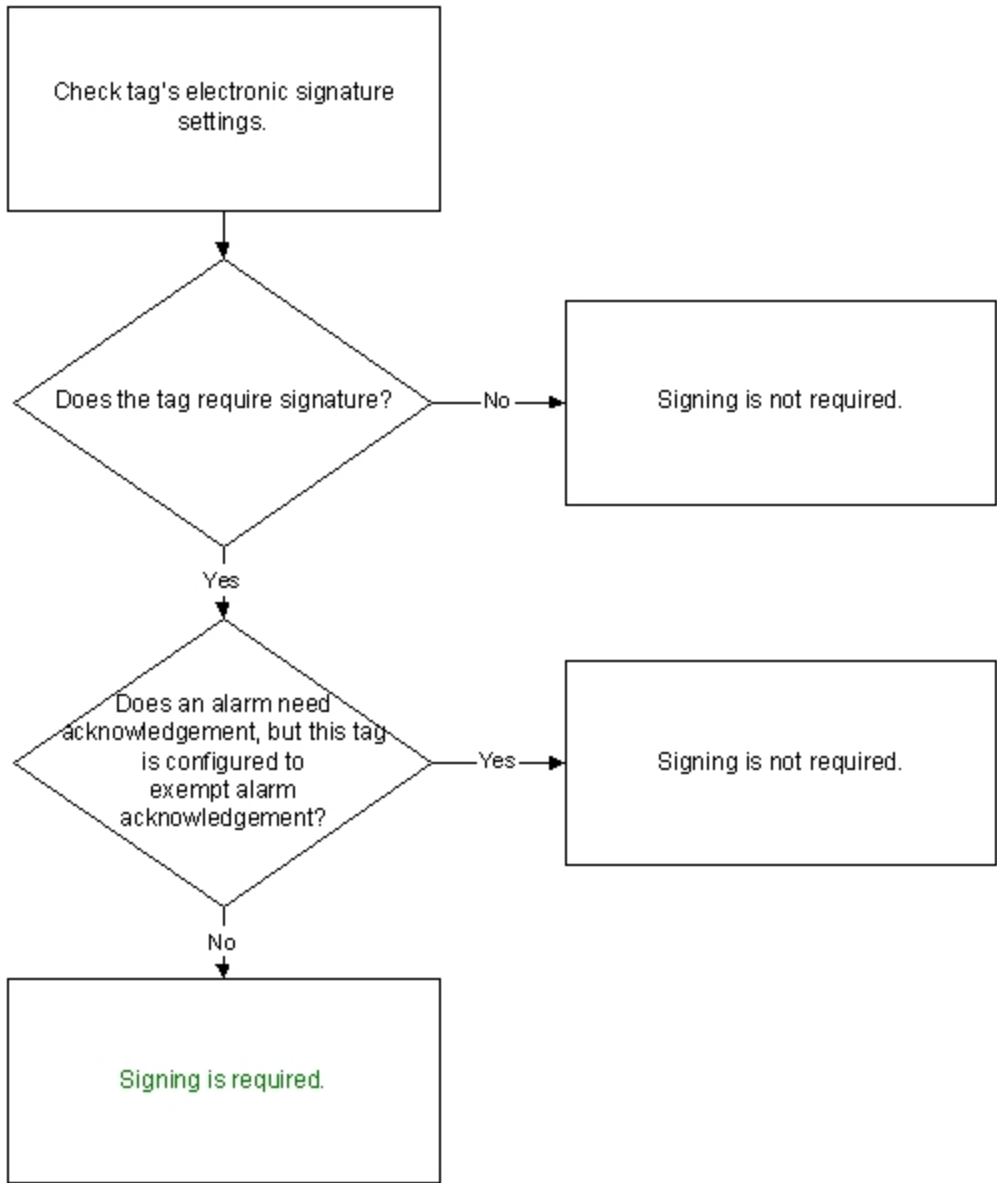 Check tag's electronic signature
settings.
Does the tag require signature?
No
Signing is not required.
Yes
Does an alarm need
acknowledgement, but this tag
is configured to
exempt alarm
acknowledgement?
Yes
Signing is not required.
No
Signing is required.